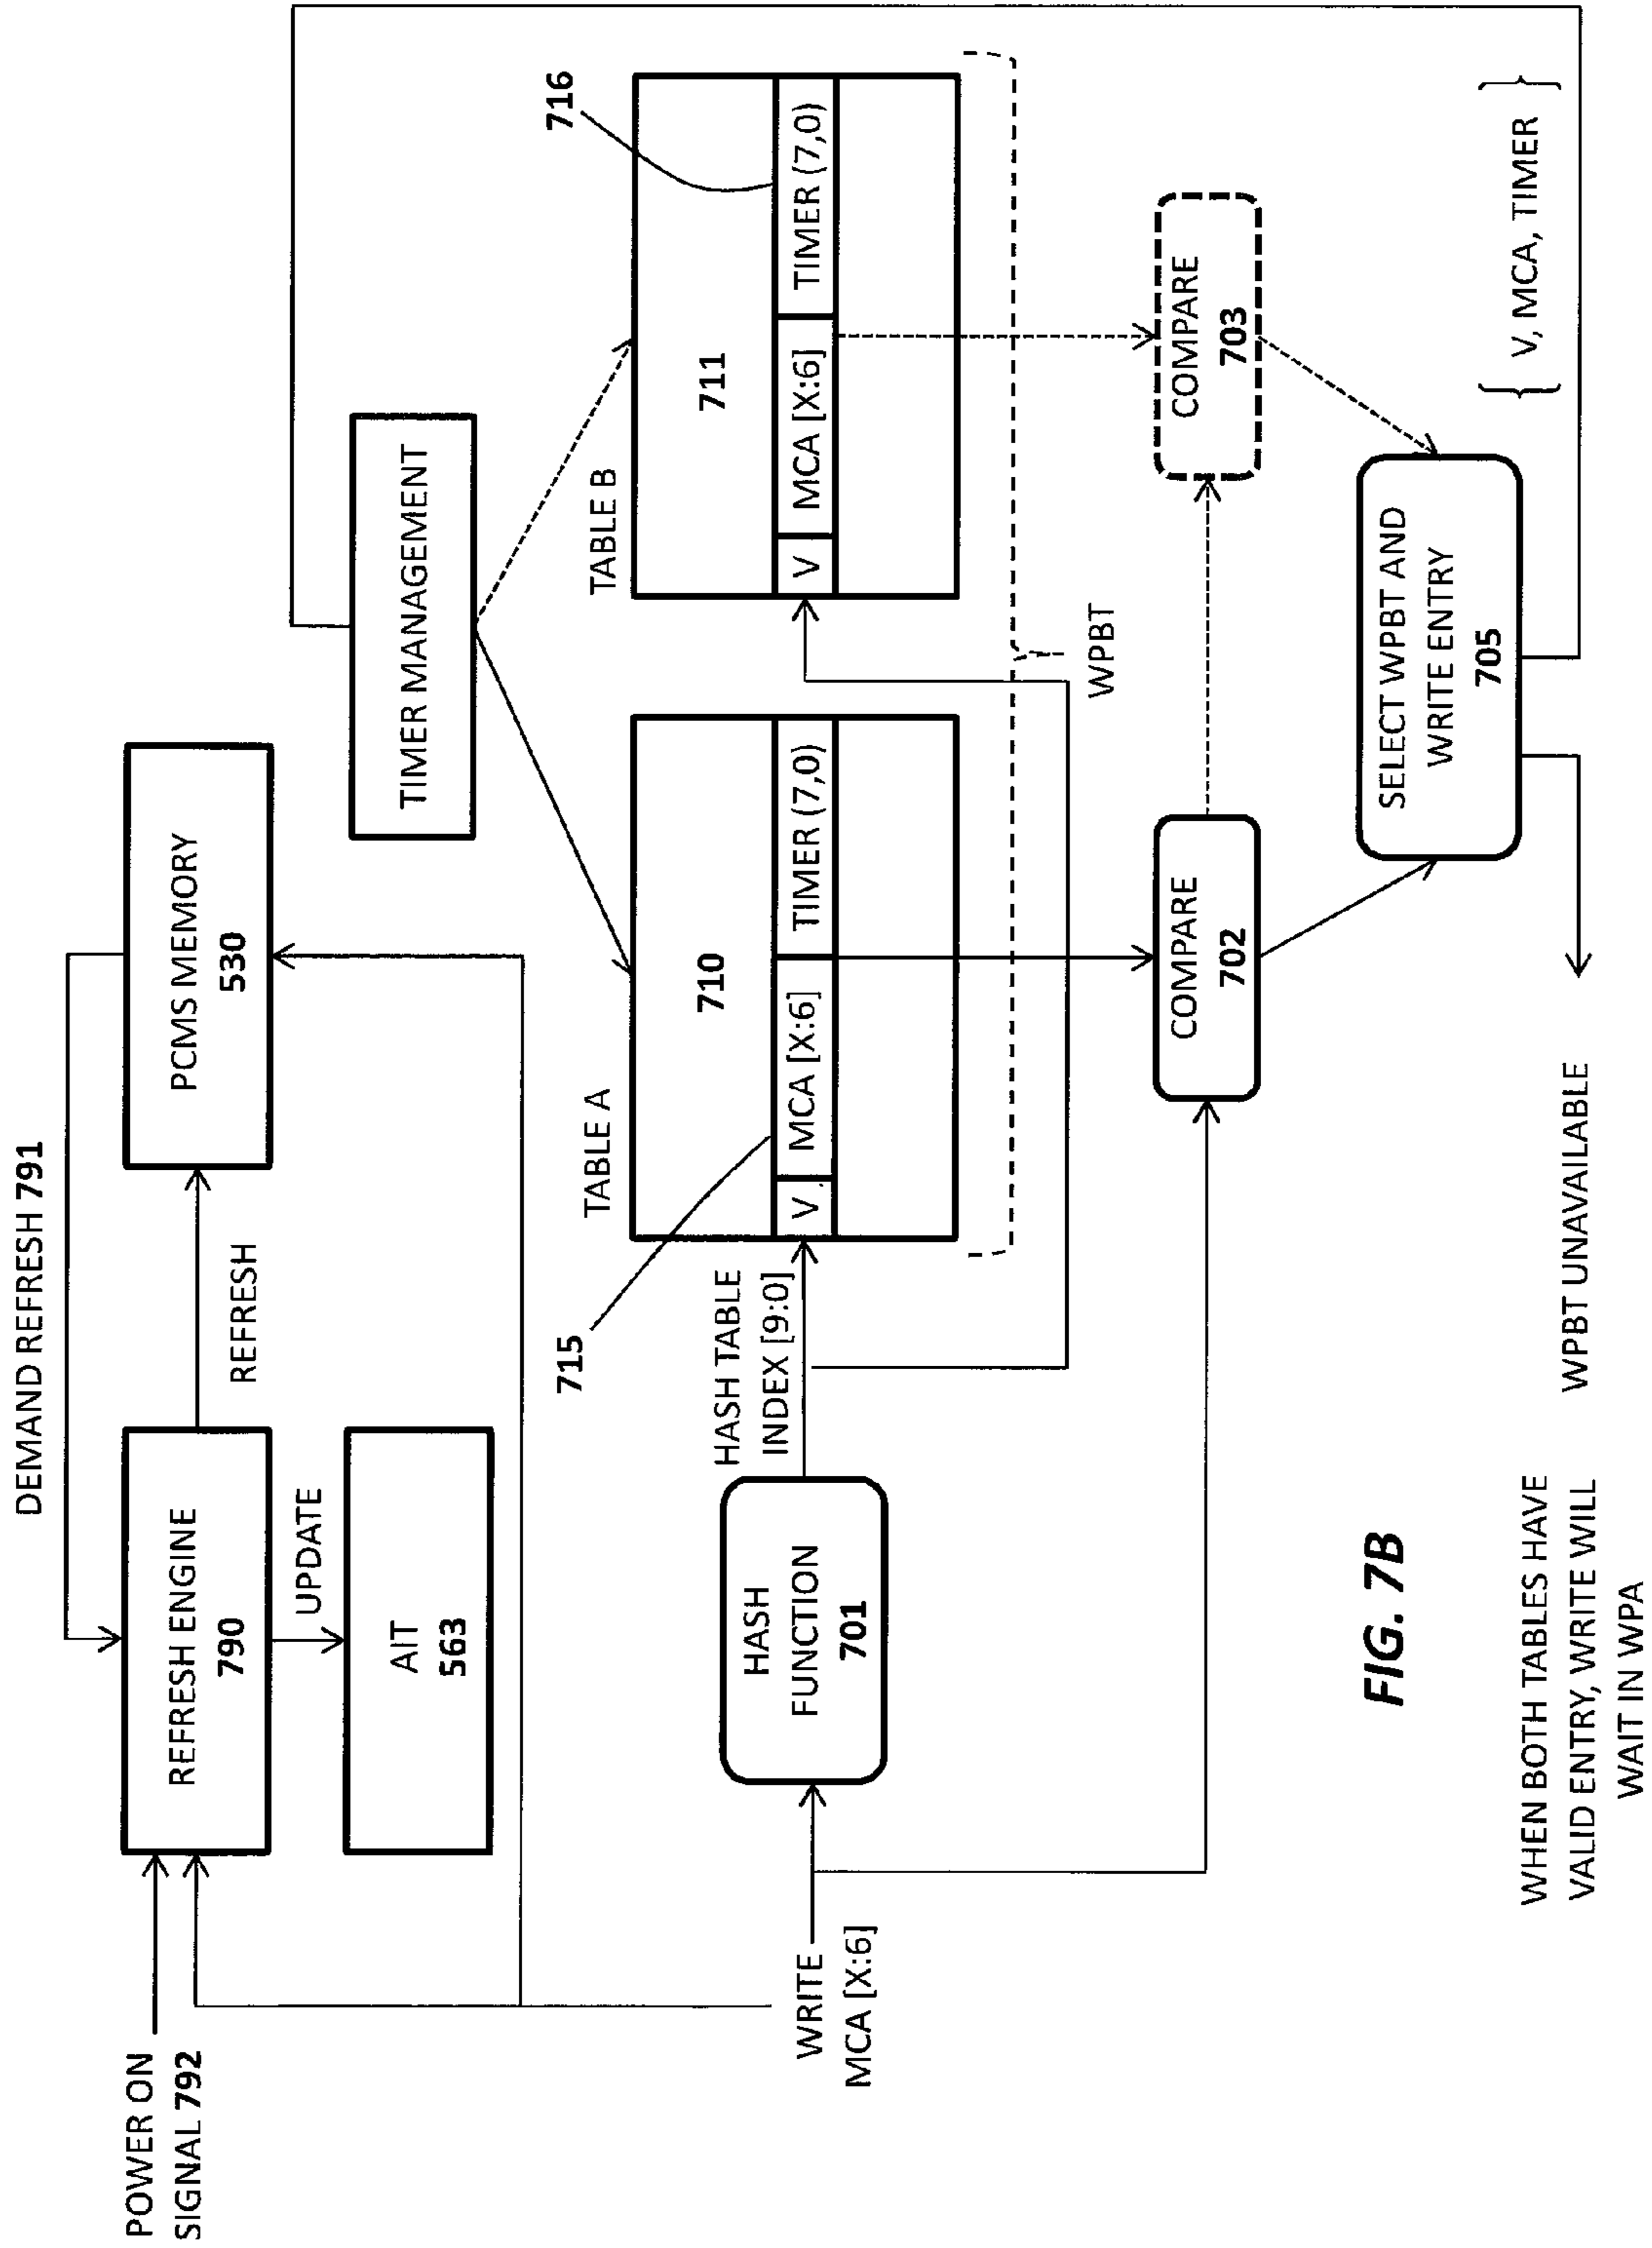 DEMAND REFRESH 791
POWER ON
SIGNAL 792
REFRESH ENGINE
790
REFRESH
PCMS MEMORY
530
UPDATE
AIT
563
TIMER MANAGEMENT
TABLE A
710
V
MCA [X:6]
TIMER (7,0)
715
TABLE B
711
V
MCA [X:6]
TIMER (7,0)
716
HASH TABLE
INDEX [9:0]
HASH
FUNCTION
701
WRITE
MCA [X:6]
WPBT
COMPARE
702
COMPARE
703
SELECT WPBT AND
WRITE ENTRY
705
{ V, MCA, TIMER }
WPBT UNAVAILABLE
WHEN BOTH TABLES HAVE
VALID ENTRY, WRITE WILL
WAIT IN WPA
FIG. 7B